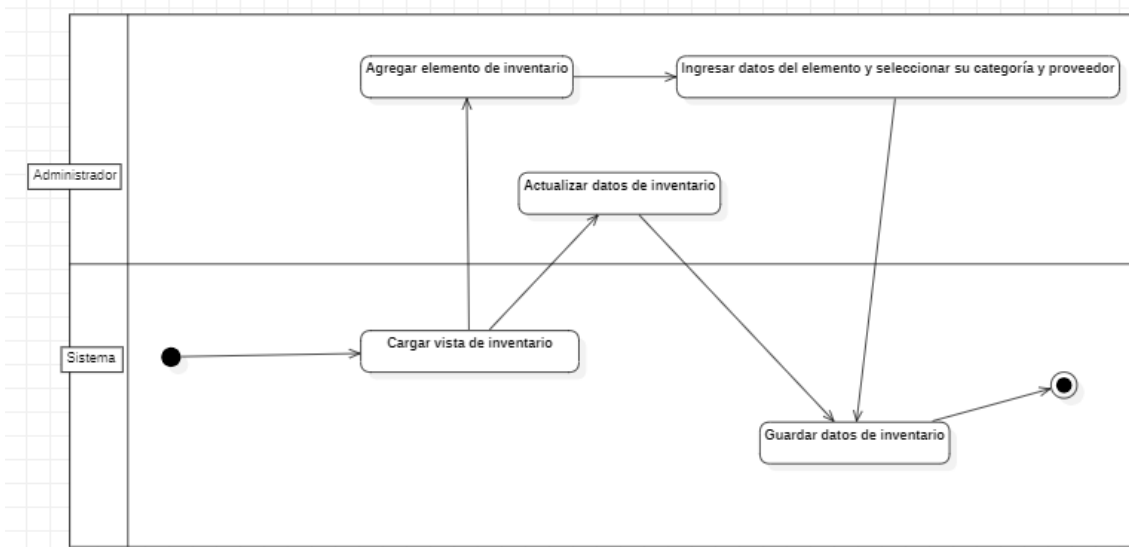 Agregar elemento de inventario
Ingresar datos del elemento y seleccionar su categoría y proveedor
Administrador
Actualizar datos de inventario
Cargar vista de inventario
Sistema
Guardar datos de inventario